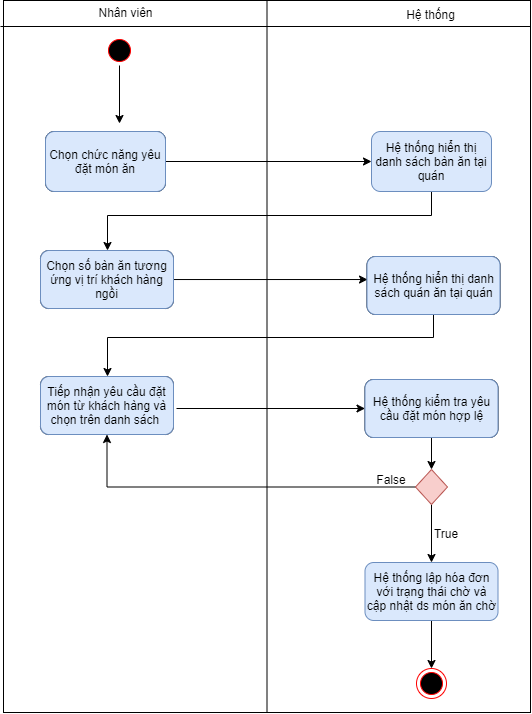 Nhân viên
Hệ thống
Chọn chức năng yêu
đặt món ăn
Hệ thống hiển thị
danh sách bàn ăn tại
quán
Chọn số bàn ăn tương
ứng vị trí khách hàng
ngồi
Hệ thống hiển thị danh
sách quán ăn tại quán
Tiếp nhận yêu cầu đặt
món từ khách hàng và
chọn trên danh sách
Hệ thống kiểm tra yêu
cầu đặt món hợp lệ
False
True
Hệ thống lập hóa đơn
với trạng thái chờ và
cập nhật ds món ăn chờ